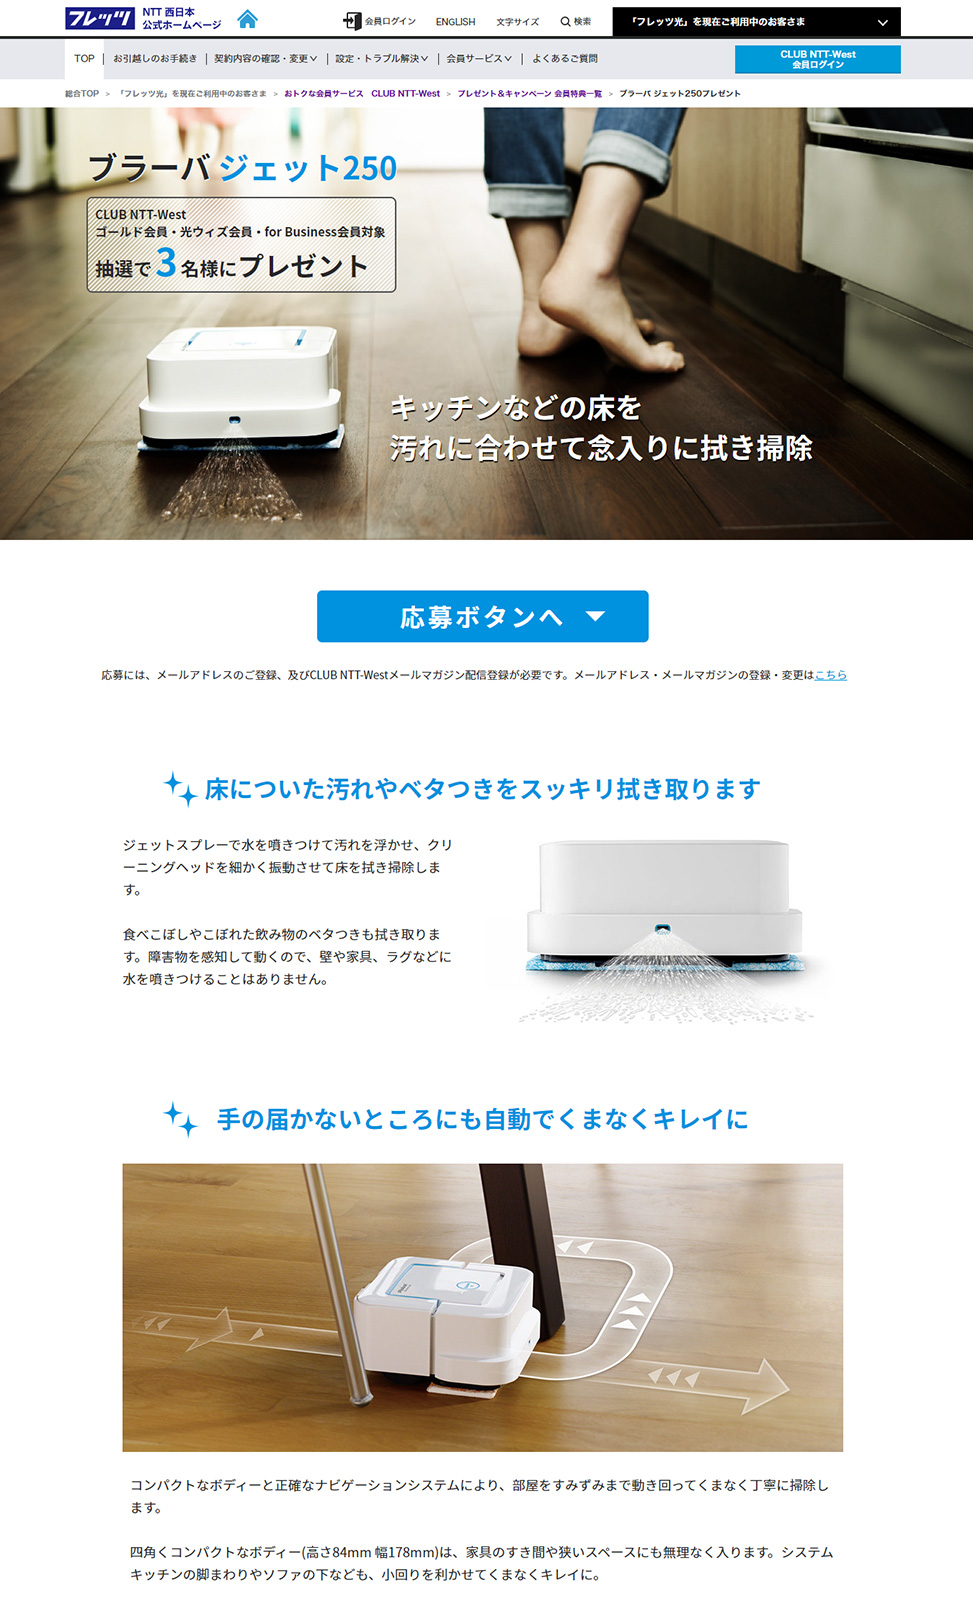 フレッツ NTT 西日本
公式ホームページ
会員ログイン ENGLISH 文字サイズ 検索 「フレッツ光」を現在ご利用中のお客さま
TOP お引越しのお手続き 契約内容の確認・変更 設定・トラブル解決 会員サービス よくあるご質問
CLUB NTT-West
会員ログイン
総合TOP > 「フレッツ光」を現在ご利用中のお客さま > おトクな会員サービス CLUB NTT-West > プレゼント&キャンペーン 会員特典一覧 > ブラーバ ジェット250プレゼント
ブラーバ ジェット250
CLUB NTT-West
ゴールド会員・光ウィズ会員・for Business会員対象
抽選で3名様にプレゼント
キッチンなどの床を
汚れに合わせて念入りに拭き掃除
応募ボタンへ
応募には、メールアドレスのご登録、及びCLUB NTT-Westメールマガジン配信登録が必要です。メールアドレス・メールマガジンの登録・変更はこちら
床についた汚れやベタつきをスッキリ拭き取ります
ジェットスプレーで水を噴きつけて汚れを浮かせ、クリ
ーニングヘッドを細かく振動させて床を拭き掃除しま
す。
食べこぼしやこぼれた飲み物のベタつきも拭き取りま
す。障害物を感知して動くので、壁や家具、ラグなどに
水を噴きつけることはありません。
手の届かないところにも自動でくまなくキレイに
コンパクトなボディーと正確なナビゲーションシステムにより、部屋をすみずみまで動き回ってくまなく丁寧に掃除し
ます。
四角くコンパクトなボディー(高さ84mm 幅178mm)は、家具のすき間や狭いスペースにも無理なく入ります。システム
キッチンの脚まわりやソファの下なども、小回りを利かせてくまなくキレイに。